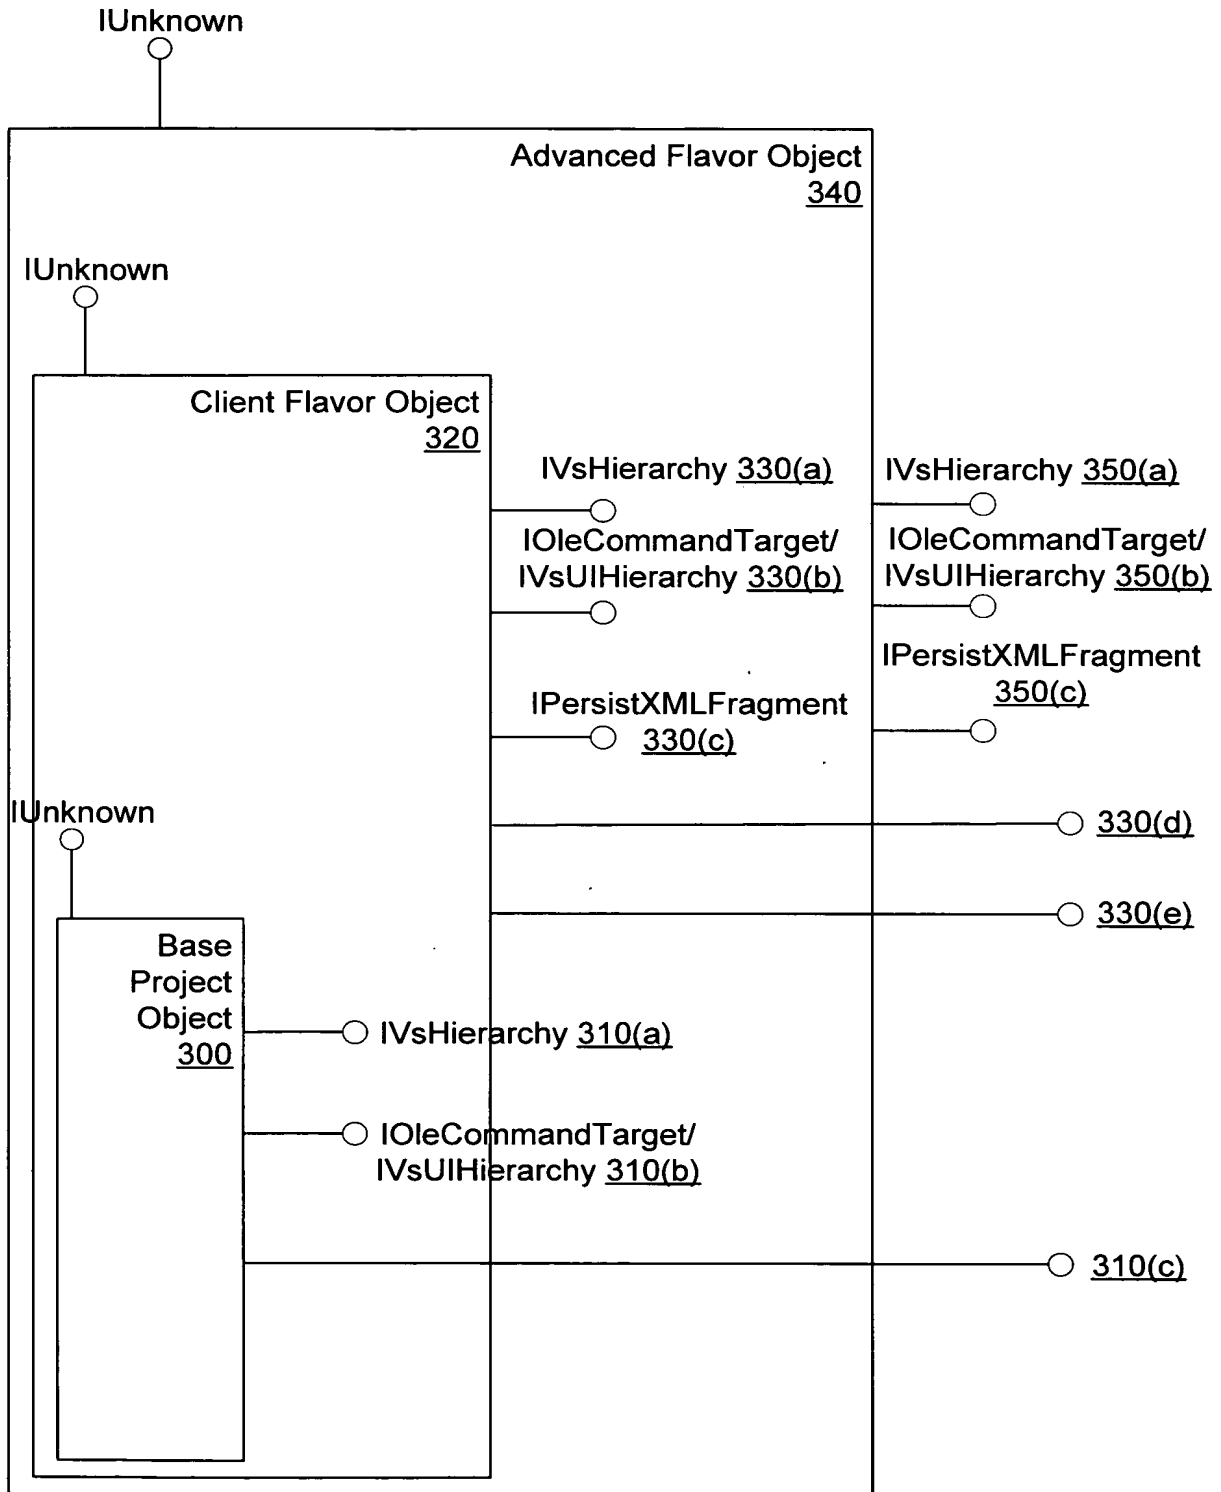 IUnknown
Advanced Flavor Object
340
IUnknown
Client Flavor Object
320
IVsHierarchy 330(a)
IVsHierarchy 350(a)
IOleCommandTarget/
IVsUIHierarchy 330(b)
IOleCommandTarget/
IVsUIHierarchy 350(b)
IPersistXMLFragment
330(c)
IPersistXMLFragment
350(c)
IUnknown
330(d)
330(e)
Base
Project
Object
300
IVsHierarchy 310(a)
IOleCommandTarget/
IVsUIHierarchy 310(b)
310(c)